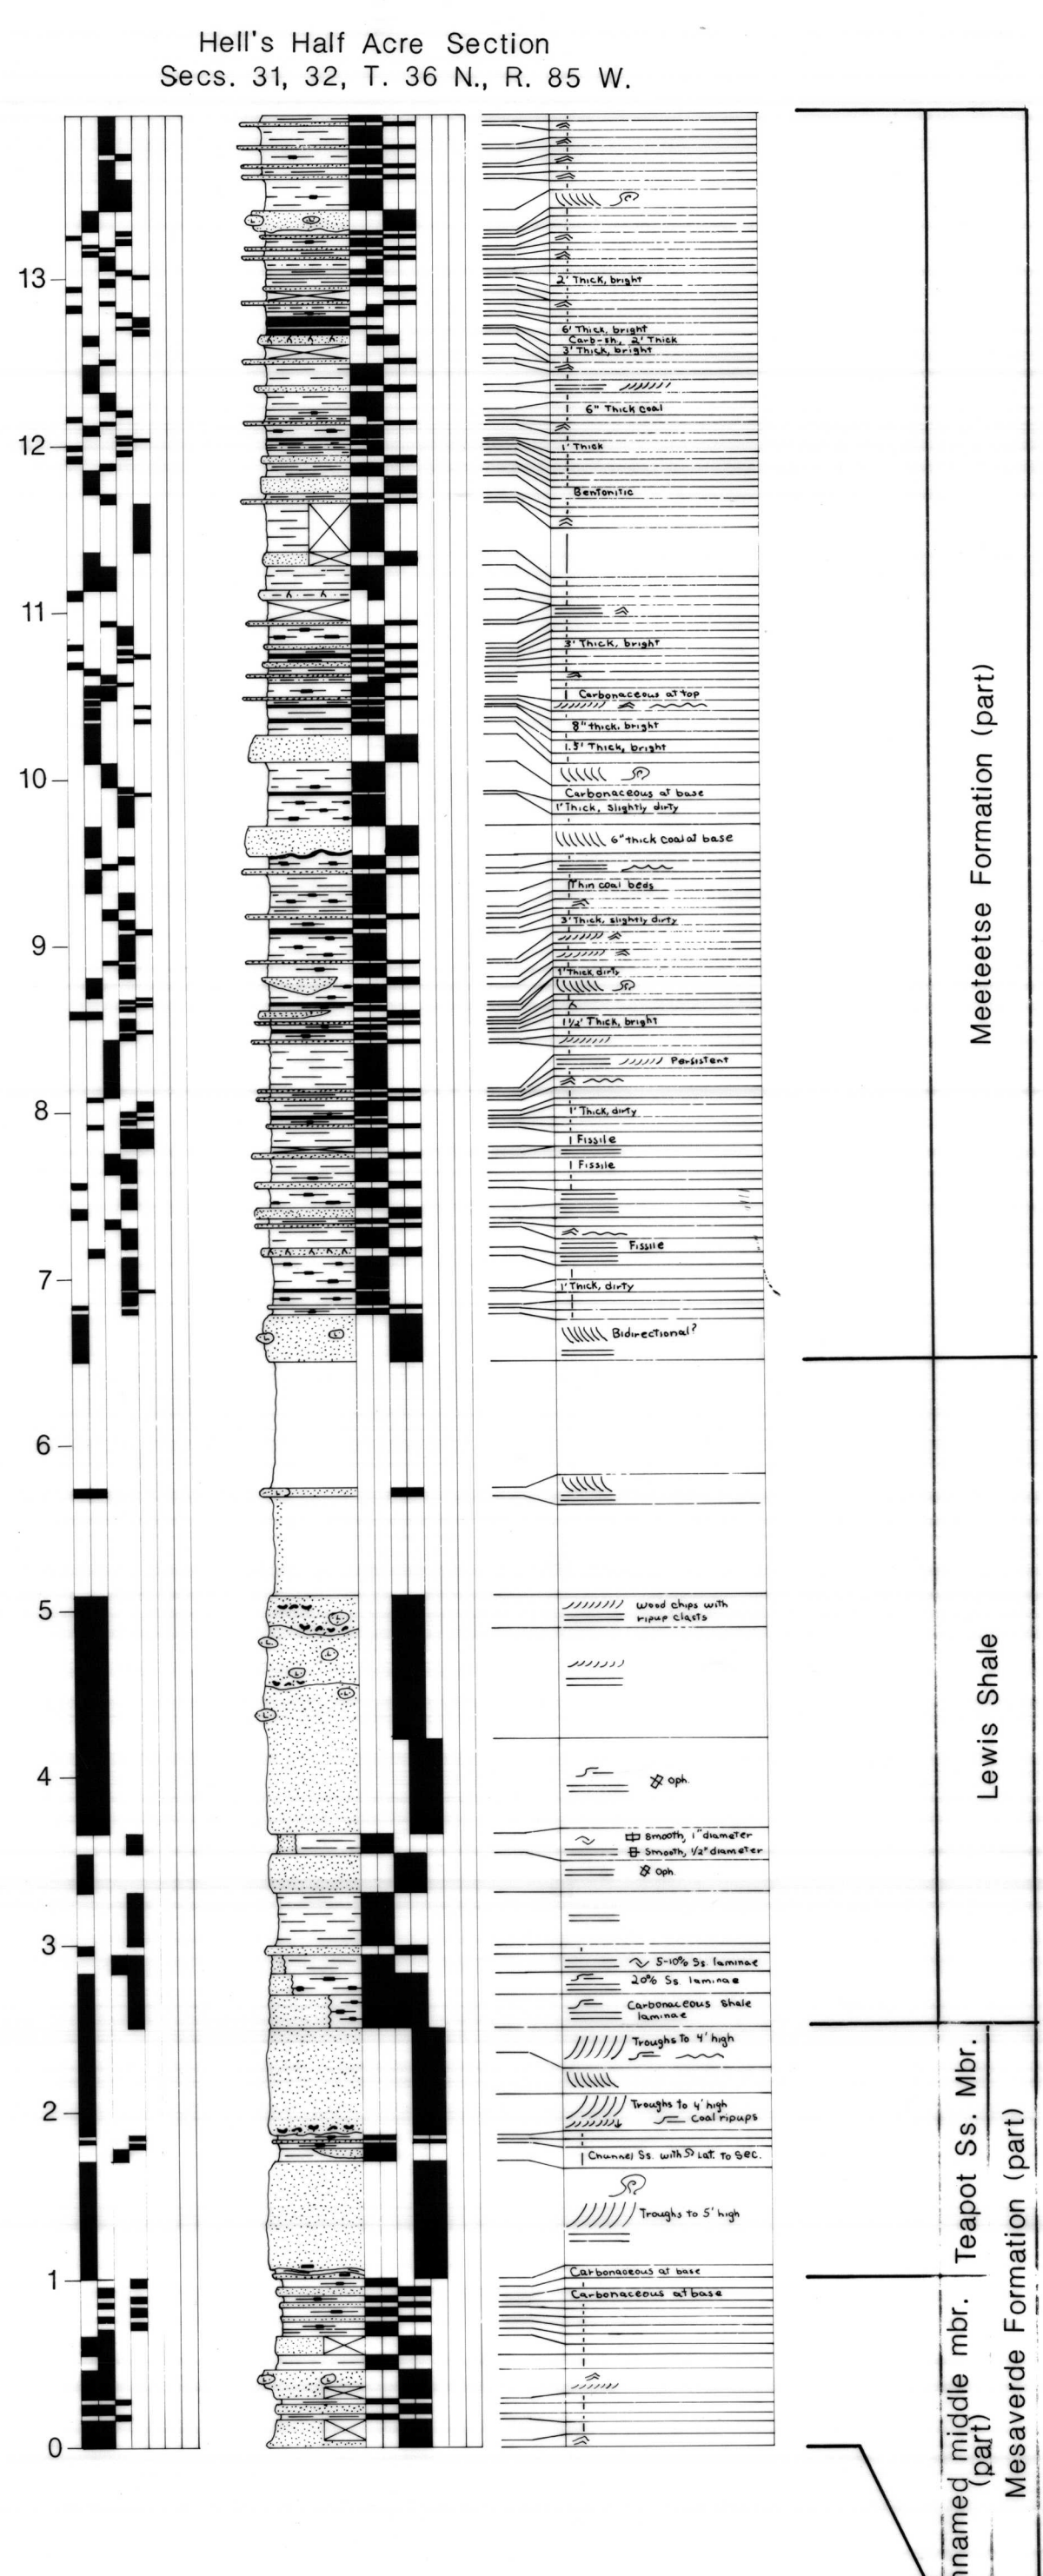 Hell's Half Acre Section
Secs. 31, 32, T. 36 N., R. 85 W.
13
12
11
10
9
8
7
6
5
4
3
2
1
0
2' Thick, bright
6' Thick, bright
Carb-sh, 2' Thick
3' Thick, bright
6" Thick coal
1' Thick
Bentonitic
3' Thick, bright
Carbonaceous at top
8" thick, bright
1.5' Thick, bright
Carbonaceous at base
1' Thick, slightly dirty
6" thick coal at base
Thin coal beds
3' Thick, slightly dirty
1' Thick, dirty
1 1/2' Thick, bright
Persistent
1' Thick, dirty
Fissile
Fissile
Fissile
1' Thick, dirty
Bidirectional?
Wood chips with
ripup clasts
Oph.
Smooth, 1" diameter
Smooth, 1/2" diameter
Oph
5-10% Ss. laminae
20% Ss. laminae
Carbonaceous shale
laminae
Troughs to 4' high
Troughs to 4' high
Coal ripups
Channel Ss. with Lat. to Sec.
Troughs to 5' high
Carbonaceous at base
Carbonaceous at base
Meeteetse Formation (part)
Lewis Shale
Teapot Ss. Mbr.
nnamed middle mbr.
(part)
Mesaverde Formation (part)